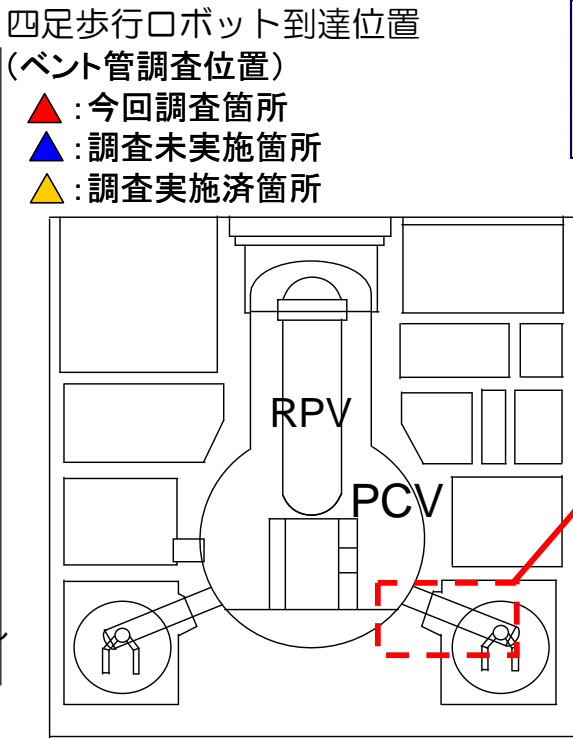 四足歩行ロボット到達位置
(ベント管調査位置)
▲:今回調査箇所
▲:調査未実施箇所
▲:調査実施済箇所
RPV
PCV